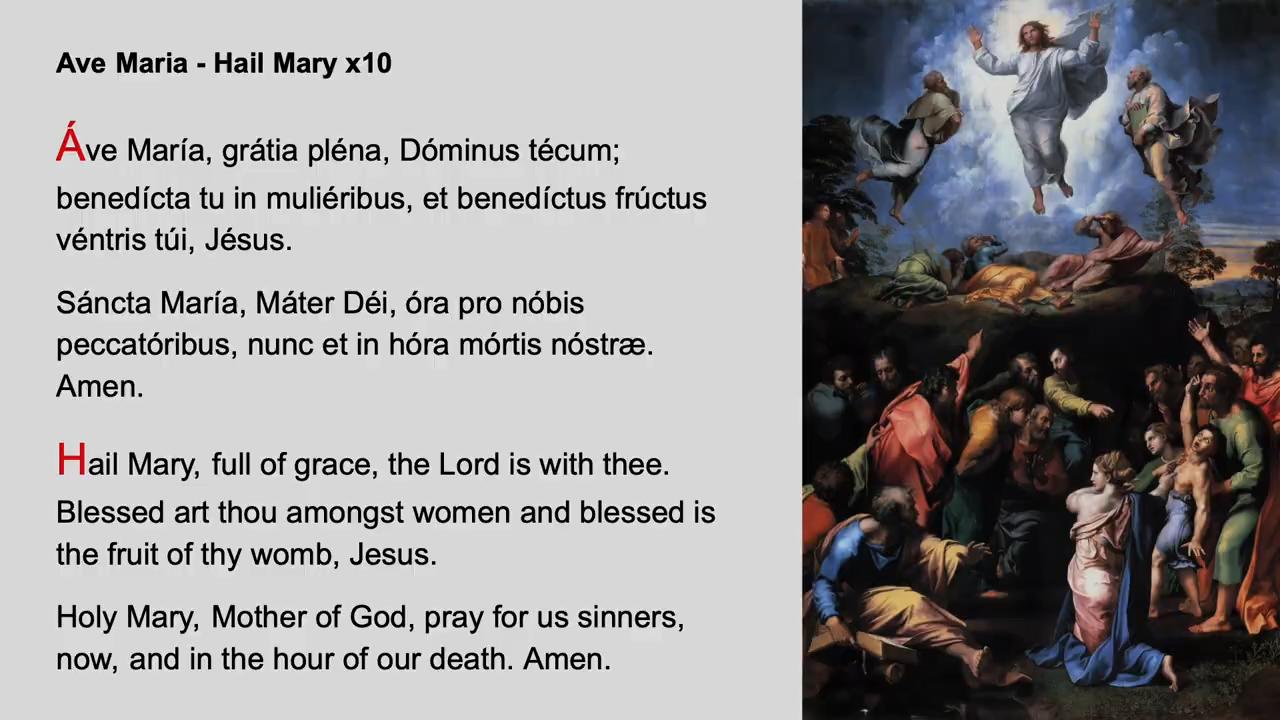 Ave Maria - Hail Mary x10
Áve María, grátia pléna, Dóminus técum;
benedícta tu in muliéribus, et benedíctus frúctus
véntris túi, Jésus.
Sáncta María, Máter Déi, óra pro nóbis
peccatóribus, nunc et in hóra mórtis nóstræ.
Amen.
Hail Mary, full of grace, the Lord is with thee.
Blessed art thou amongst women and blessed is
the fruit of thy womb, Jesus.
Holy Mary, Mother of God, pray for us sinners,
now, and in the hour of our death. Amen.